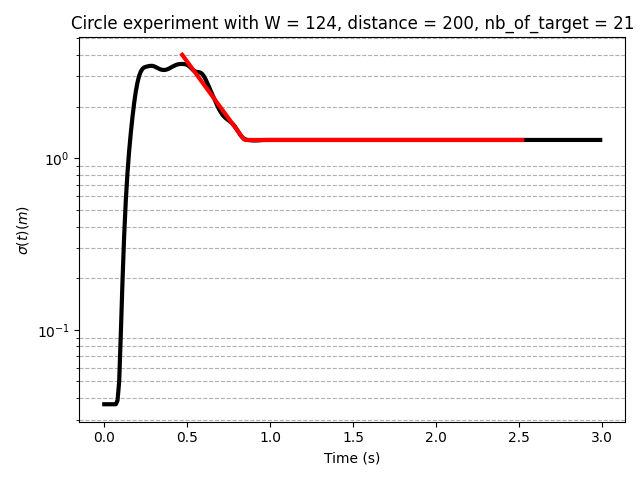 Circle experiment with W = 124, distance = 200, nb_of_target = 21
σ(t)(m)
10⁰
10⁻¹
0.0 0.5 1.0 1.5 2.0 2.5 3.0
Time (s)